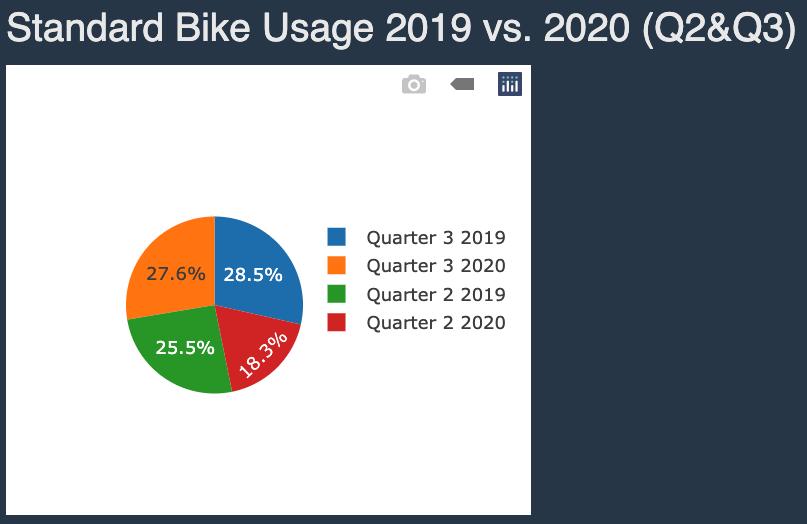 Standard Bike Usage 2019 vs. 2020 (Q2&Q3)
27.6%
28.5%
25.5%
18.3%
Quarter 3 2019
Quarter 3 2020
Quarter 2 2019
Quarter 2 2020